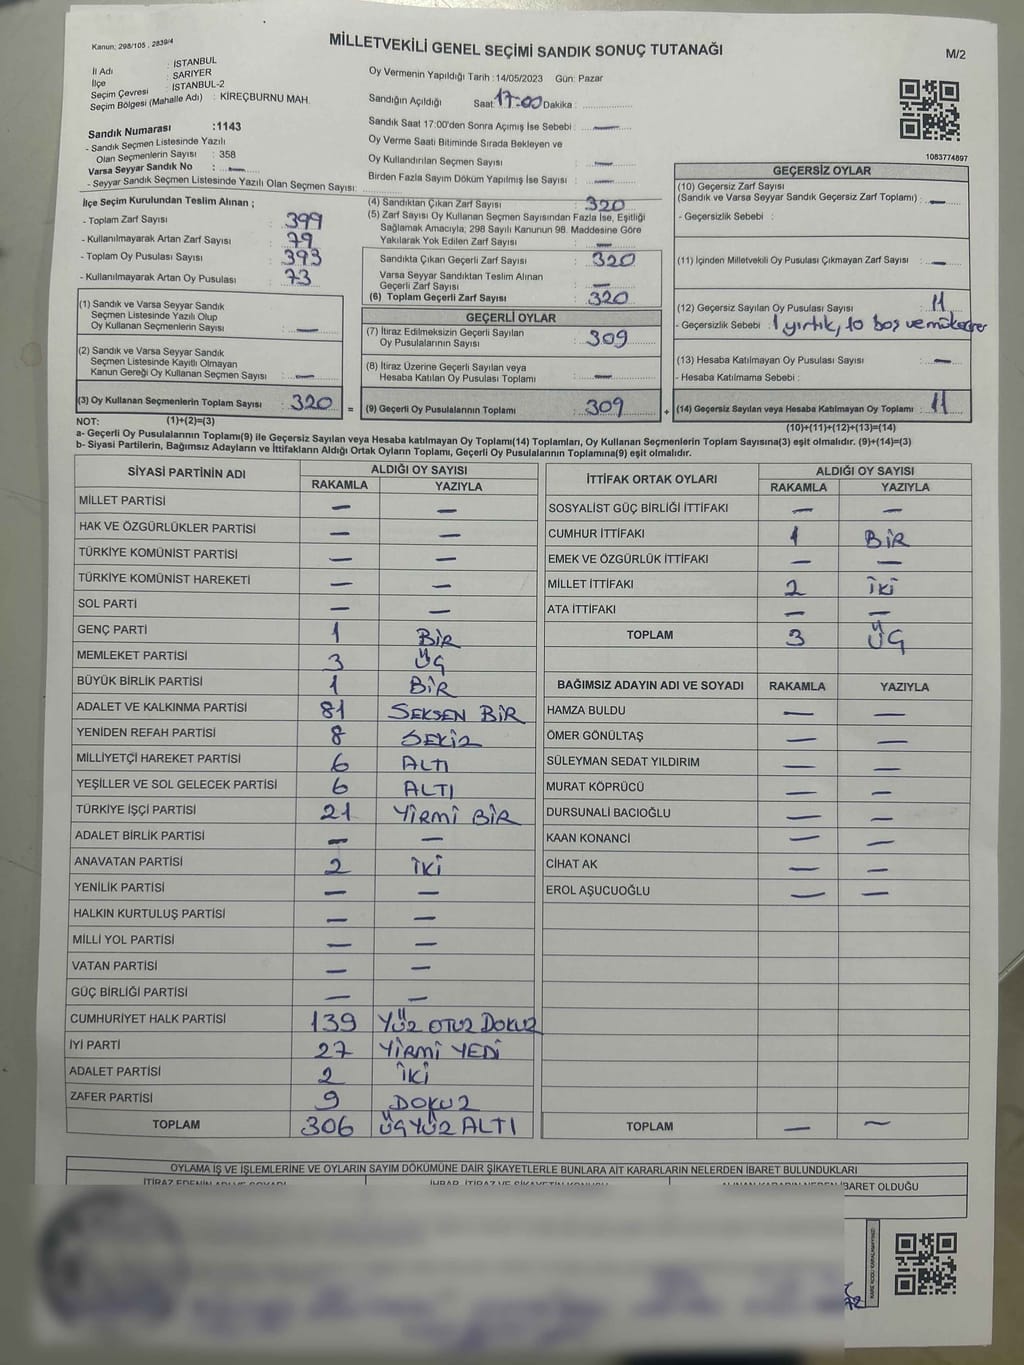 Kanun: 298/105 , 2839/4
MİLLETVEKİLİ GENEL SEÇİMİ SANDIK SONUÇ TUTANAĞI
M/2
İl Adı : İSTANBUL
İlçe : SARIYER
Seçim Çevresi : İSTANBUL-2
Seçim Bölgesi (Mahalle Adı) : KİREÇBURNU MAH.
Sandık Numarası :1143
- Sandık Seçmen Listesinde Yazılı
Olan Seçmenlerin Sayısı : 358
Varsa Seyyar Sandık No : —
- Seyyar Sandık Seçmen Listesinde Yazılı Olan Seçmen Sayısı:
Oy Vermenin Yapıldığı Tarih :14/05/2023 Gün: Pazar
Sandığın Açıldığı Saat: 17:00 Dakika :
Sandık Saat 17:00'den Sonra Açımış İse Sebebi : —
Oy Verme Saati Bitiminde Sırada Bekleyen ve
Oy Kullandırılan Seçmen Sayısı : —
Birden Fazla Sayım Döküm Yapılmış İse Sayısı : —
1083774897
İlçe Seçim Kurulundan Teslim Alınan ;
- Toplam Zarf Sayısı : 399
- Kullanılmayarak Artan Zarf Sayısı : 79
- Toplam Oy Pusulası Sayısı : 393
- Kullanılmayarak Artan Oy Pusulası : 73
(1) Sandık ve Varsa Seyyar Sandık
Seçmen Listesinde Yazılı Olup
Oy Kullanan Seçmenlerin Sayısı : —
(2) Sandık ve Varsa Seyyar Sandık
Seçmen Listesinde Kayıtlı Olmayan
Kanun Gereği Oy Kullanan Seçmen Sayısı : —
(3) Oy Kullanan Seçmenlerin Toplam Sayısı : 320 =
(4) Sandıktan Çıkan Zarf Sayısı : 320
(5) Zarf Sayısı Oy Kullanan Seçmen Sayısından Fazla İse, Eşitliği
Sağlamak Amacıyla, 298 Sayılı Kanunun 98. Maddesine Göre
Yakılarak Yok Edilen Zarf Sayısı : —
Sandıkta Çıkan Geçerli Zarf Sayısı : 320
Varsa Seyyar Sandıktan Teslim Alınan
Geçerli Zarf Sayısı : —
(6) Toplam Geçerli Zarf Sayısı : 320
GEÇERLİ OYLAR
(7) İtiraz Edilmeksizin Geçerli Sayılan
Oy Pusulalarının Sayısı : 309
(8) İtiraz Üzerine Geçerli Sayılan veya
Hesaba Katılan Oy Pusulası Toplamı : —
(9) Geçerli Oy Pusulalarının Toplamı : 309 +
GEÇERSİZ OYLAR
(10) Geçersiz Zarf Sayısı
(Sandık ve Varsa Seyyar Sandık Geçersiz Zarf Toplamı) : —
- Geçersizlik Sebebi :
(11) İçinden Milletvekili Oy Pusulası Çıkmayan Zarf Sayısı : —
(12) Geçersiz Sayılan Oy Pusulası Sayısı : 11
- Geçersizlik Sebebi : 1 yırtık, 10 boş ve mükerrer
(13) Hesaba Katılmayan Oy Pusulası Sayısı : —
- Hesaba Katılmama Sebebi :
(14) Geçersiz Sayılan veya Hesaba Katılmayan Oy Toplamı : 11
NOT: (1)+(2)=(3) (10)+(11)+(12)+(13)=(14)
a- Geçerli Oy Pusulalarının Toplamı(9) ile Geçersiz Sayılan veya Hesaba katılmayan Oy Toplamı(14) Toplamları, Oy Kullanan Seçmenlerin Toplam Sayısına(3) eşit olmalıdır. (9)+(14)=(3)
b- Siyasi Partilerin, Bağımsız Adayların ve İttifakların Aldığı Ortak Oyların Toplamı, Geçerli Oy Pusulalarının Toplamına(9) eşit olmalıdır.
SİYASİ PARTİNİN ADI ALDIĞI OY SAYISI
RAKAMLA YAZIYLA
MİLLET PARTİSİ — —
HAK VE ÖZGÜRLÜKLER PARTİSİ — —
TÜRKİYE KOMÜNİST PARTİSİ — —
TÜRKİYE KOMÜNİST HAREKETİ — —
SOL PARTİ — —
GENÇ PARTİ 1 BİR
MEMLEKET PARTİSİ 3 ÜÇ
BÜYÜK BİRLİK PARTİSİ 1 BİR
ADALET VE KALKINMA PARTİSİ 81 SEKSEN BİR
YENİDEN REFAH PARTİSİ 8 SEKİZ
MİLLİYETÇİ HAREKET PARTİSİ 6 ALTI
YEŞİLLER VE SOL GELECEK PARTİSİ 6 ALTI
TÜRKİYE İŞÇİ PARTİSİ 21 YİRMİ BİR
ADALET BİRLİK PARTİSİ — —
ANAVATAN PARTİSİ 2 İKİ
YENİLİK PARTİSİ — —
HALKIN KURTULUŞ PARTİSİ — —
MİLLİ YOL PARTİSİ — —
VATAN PARTİSİ — —
GÜÇ BİRLİĞİ PARTİSİ — —
CUMHURİYET HALK PARTİSİ 139 YÜZ OTUZ DOKUZ
İYİ PARTİ 27 YİRMİ YEDİ
ADALET PARTİSİ 2 İKİ
ZAFER PARTİSİ 9 DOKUZ
TOPLAM 306 ÜÇYÜZ ALTI
İTTİFAK ORTAK OYLARI ALDIĞI OY SAYISI
RAKAMLA YAZIYLA
SOSYALİST GÜÇ BİRLİĞİ İTTİFAKI — —
CUMHUR İTTİFAKI 1 BİR
EMEK VE ÖZGÜRLÜK İTTİFAKI — —
MİLLET İTTİFAKI 2 İKİ
ATA İTTİFAKI — —
TOPLAM 3 ÜÇ
BAĞIMSIZ ADAYIN ADI VE SOYADI RAKAMLA YAZIYLA
HAMZA BULDU — —
ÖMER GÖNÜLTAŞ — —
SÜLEYMAN SEDAT YILDIRIM — —
MURAT KÖPRÜCÜ — —
DURSUNALİ BACIOĞLU — —
KAAN KONANCİ — —
CİHAT AK — —
EROL AŞUCUOĞLU — —
TOPLAM — —
OYLAMA İŞ VE İŞLEMLERİNE VE OYLARIN SAYIM DÖKÜMÜNE DAİR ŞİKAYETLERLE BUNLARA AİT KARARLARIN NELERDEN İBARET BULUNDUKLARI
İBARET OLDUĞU